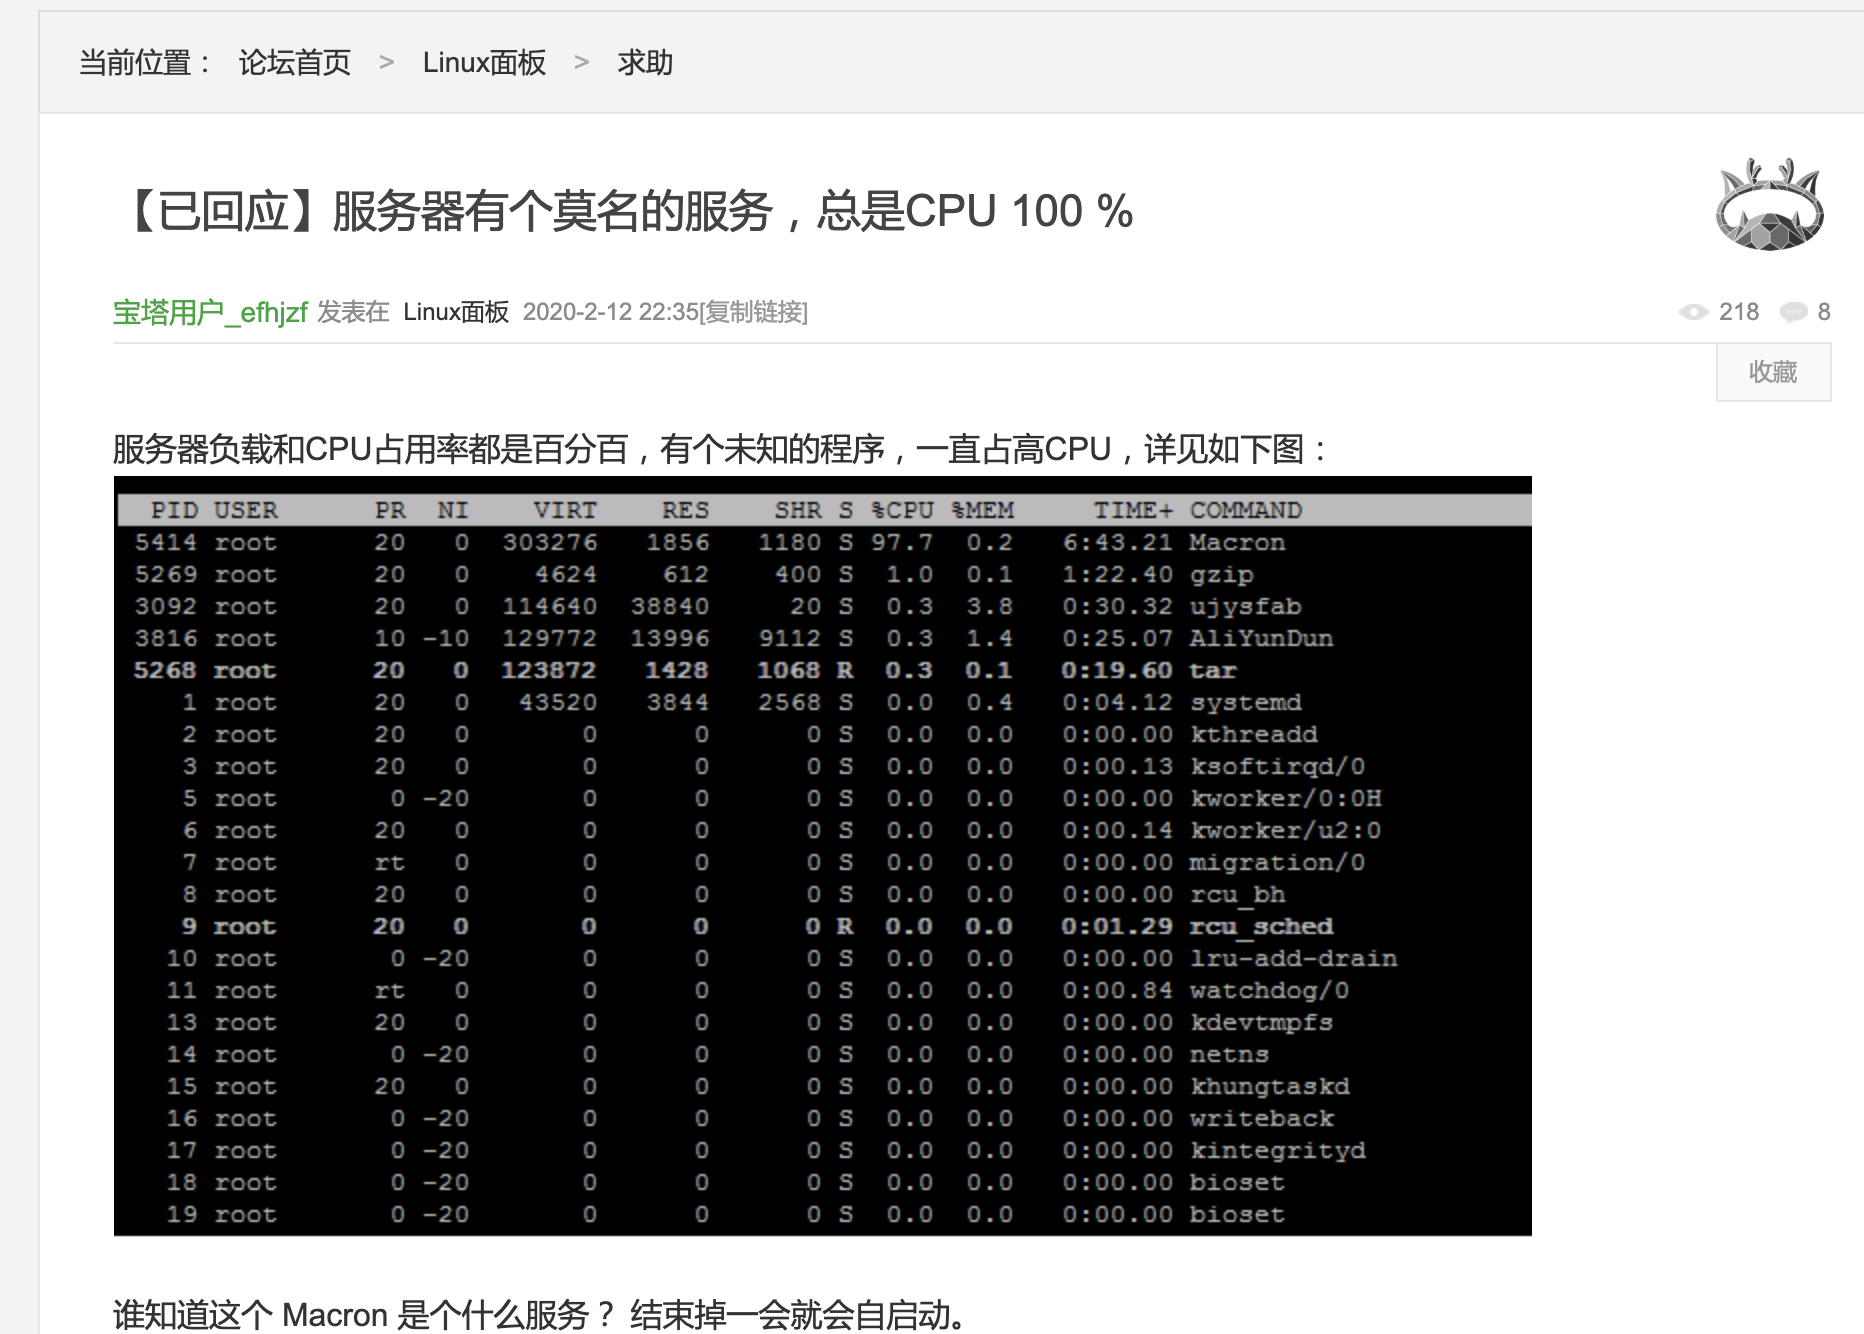 当前位置： 论坛首页 > Linux面板 > 求助
【已回应】服务器有个莫名的服务，总是CPU 100 %
宝塔用户_efhjzf 发表在 Linux面板 2020-2-12 22:35[复制链接] 218 8
收藏
服务器负载和CPU占用率都是百分百，有个未知的程序，一直占高CPU，详见如下图：
PID USER PR NI VIRT RES SHR S %CPU %MEM TIME+ COMMAND
5414 root 20 0 303276 1856 1180 S 97.7 0.2 6:43.21 Macron
5269 root 20 0 4624 612 400 S 1.0 0.1 1:22.40 gzip
3092 root 20 0 114640 38840 20 S 0.3 3.8 0:30.32 ujysfab
3816 root 10 -10 129772 13996 9112 S 0.3 1.4 0:25.07 AliYunDun
5268 root 20 0 123872 1428 1068 R 0.3 0.1 0:19.60 tar
1 root 20 0 43520 3844 2568 S 0.0 0.4 0:04.12 systemd
2 root 20 0 0 0 0 S 0.0 0.0 0:00.00 kthreadd
3 root 20 0 0 0 0 S 0.0 0.0 0:00.13 ksoftirqd/0
5 root 0 -20 0 0 0 S 0.0 0.0 0:00.00 kworker/0:0H
6 root 20 0 0 0 0 S 0.0 0.0 0:00.14 kworker/u2:0
7 root rt 0 0 0 0 S 0.0 0.0 0:00.00 migration/0
8 root 20 0 0 0 0 S 0.0 0.0 0:00.00 rcu_bh
9 root 20 0 0 0 0 R 0.0 0.0 0:01.29 rcu_sched
10 root 0 -20 0 0 0 S 0.0 0.0 0:00.00 lru-add-drain
11 root rt 0 0 0 0 S 0.0 0.0 0:00.84 watchdog/0
13 root 20 0 0 0 0 S 0.0 0.0 0:00.00 kdevtmpfs
14 root 0 -20 0 0 0 S 0.0 0.0 0:00.00 netns
15 root 20 0 0 0 0 S 0.0 0.0 0:00.00 khungtaskd
16 root 0 -20 0 0 0 S 0.0 0.0 0:00.00 writeback
17 root 0 -20 0 0 0 S 0.0 0.0 0:00.00 kintegrityd
18 root 0 -20 0 0 0 S 0.0 0.0 0:00.00 bioset
19 root 0 -20 0 0 0 S 0.0 0.0 0:00.00 bioset
谁知道这个 Macron 是个什么服务？ 结束掉一会就会自启动。